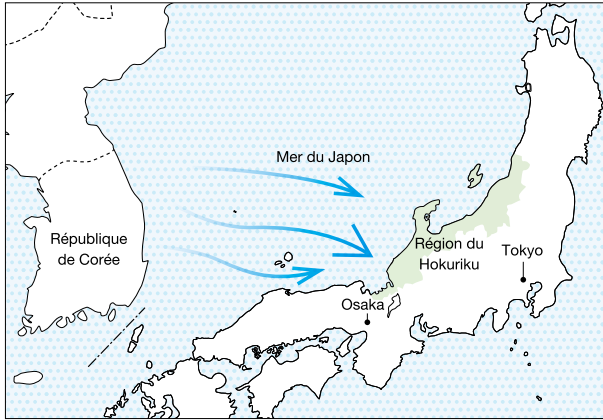 Mer du Japon
République
de Corée
Région du
Hokuriku
Tokyo
Osaka